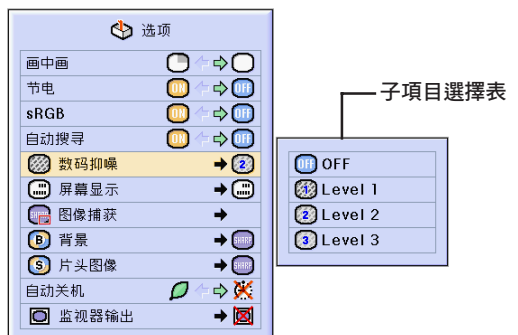 选项
画中画
节电 ON OFF
sRGB ON OFF
自动搜寻 ON OFF
数码抑噪 2
屏幕显示
图像捕获
B 背景 SHARP
S 片头图像 SHARP
自动关机
监视器输出
子項目選擇表
OFF OFF
1 Level 1
2 Level 2
3 Level 3